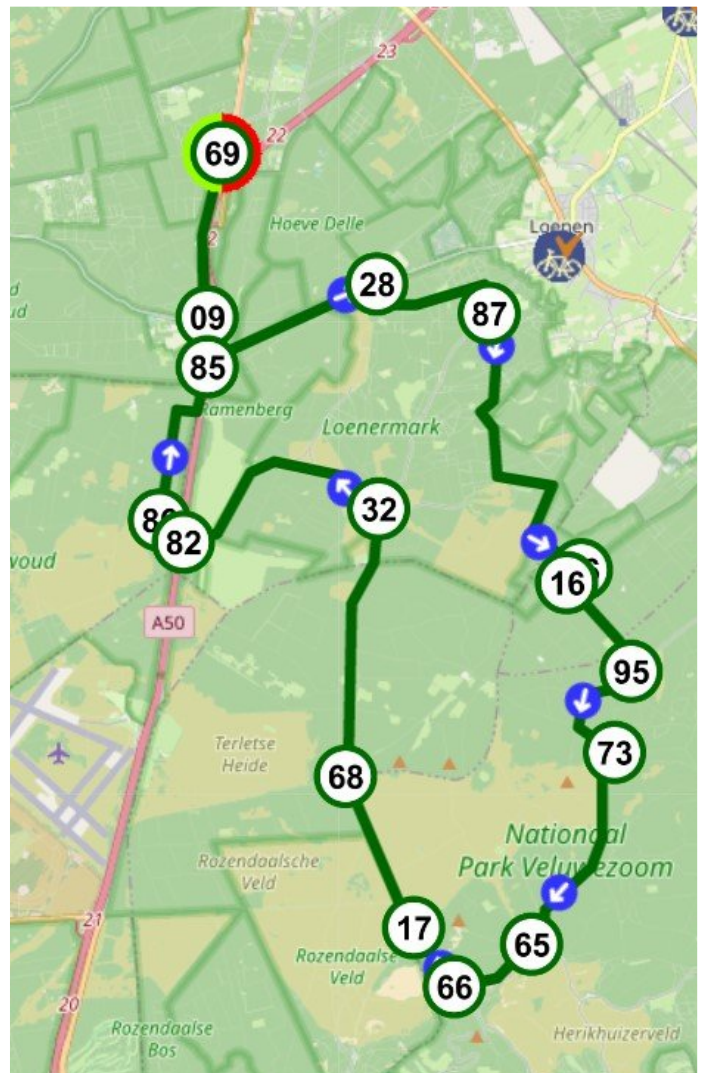 23
22
69
Hoeve Delle
Loenen
28
09
87
85
Ramenberg
Loenermark
32
82
16
A50
95
Terletse
Heide
73
68
Nationaal
Park Veluwezoom
Rozendaalsche
Veld
21
17
65
Rozendaalse
Veld
66
20
Rozendaalse
Bos
Herikhuizerveld